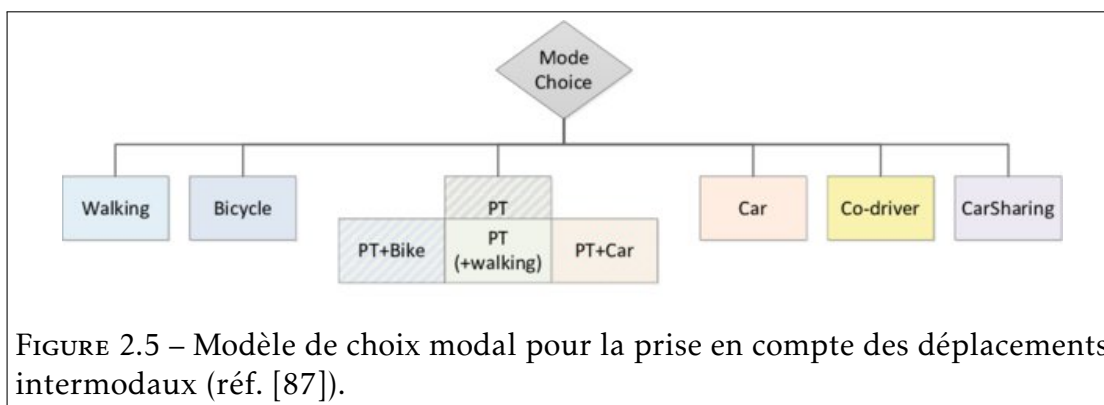 Mode
Choice
Walking
Bicycle
PT
Car
Co-driver
CarSharing
PT+Bike
PT
(+walking)
PT+Car
FIGURE 2.5 – Modèle de choix modal pour la prise en compte des déplacements
intermodaux (réf. [87]).